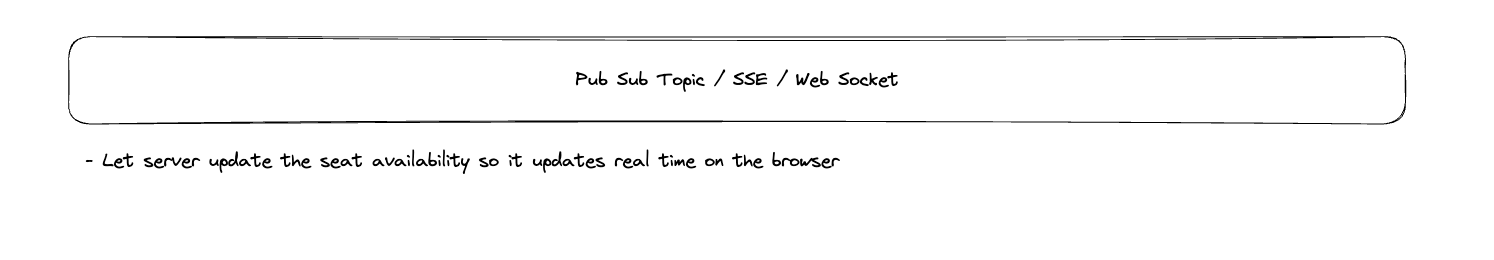 Pub Sub Topic / SSE / Web Socket
- Let server update the seat availability so it updates real time on the browser